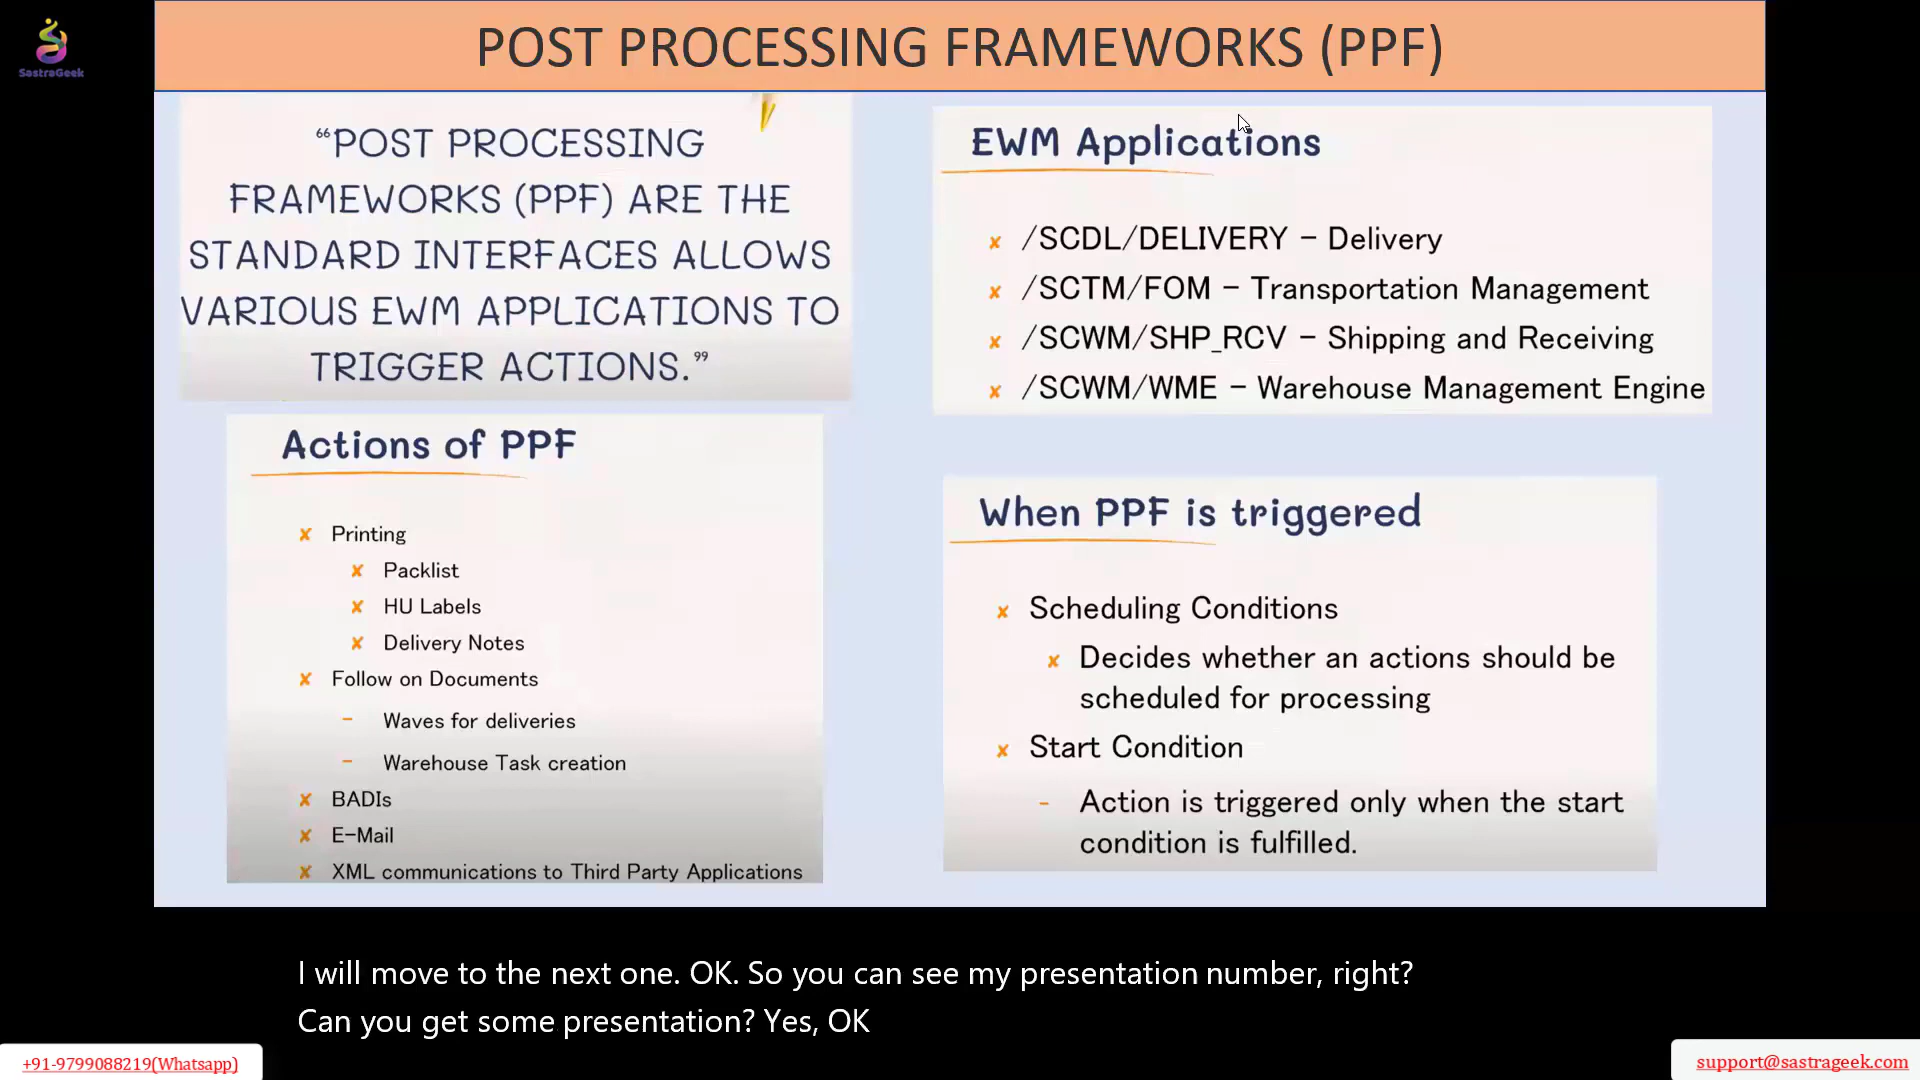 SastraGeek
POST PROCESSING FRAMEWORKS (PPF)
“POST PROCESSING
FRAMEWORKS (PPF) ARE THE
STANDARD INTERFACES ALLOWS
VARIOUS EWM APPLICATIONS TO
TRIGGER ACTIONS.”
EWM Applications
✘ /SCDL/DELIVERY – Delivery
✘ /SCTM/FOM – Transportation Management
✘ /SCWM/SHP_RCV – Shipping and Receiving
✘ /SCWM/WME – Warehouse Management Engine
Actions of PPF
✘ Printing
✘ Packlist
✘ HU Labels
✘ Delivery Notes
✘ Follow on Documents
– Waves for deliveries
– Warehouse Task creation
✘ BADIs
✘ E-Mail
✘ XML communications to Third Party Applications
When PPF is triggered
✘ Scheduling Conditions
✘ Decides whether an actions should be
scheduled for processing
✘ Start Condition
– Action is triggered only when the start
condition is fulfilled.
I will move to the next one. OK. So you can see my presentation number, right?
Can you get some presentation? Yes, OK
+91-9799088219(Whatsapp)
support@sastrageek.com